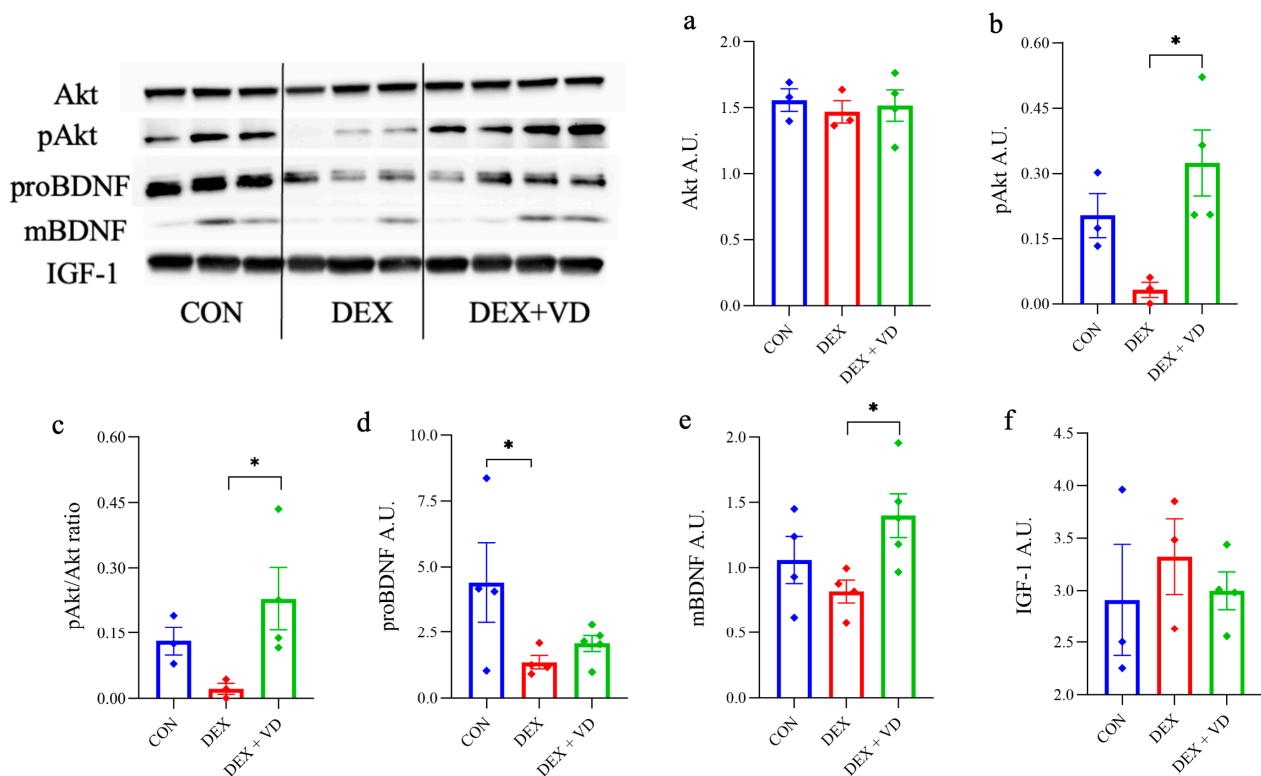 Akt
pAkt
proBDNF
mBDNF
IGF-1
CON DEX DEX+VD
a
Akt A.U.
2.0
1.5
1.0
0.5
0.0
CON DEX DEX + VD
b
pAkt A.U.
0.60
0.45
0.30
0.15
0.00
*
CON DEX DEX + VD
c
pAkt/Akt ratio
0.60
0.45
0.30
0.15
0.00
*
CON DEX DEX + VD
d
proBDNF A.U.
10.0
7.5
5.0
2.5
0.0
*
CON DEX DEX + VD
e
mBDNF A.U.
2.0
1.5
1.0
0.5
0.0
*
CON DEX DEX + VD
f
IGF-1 A.U.
4.5
4.0
3.5
3.0
2.5
2.0
CON DEX DEX + VD